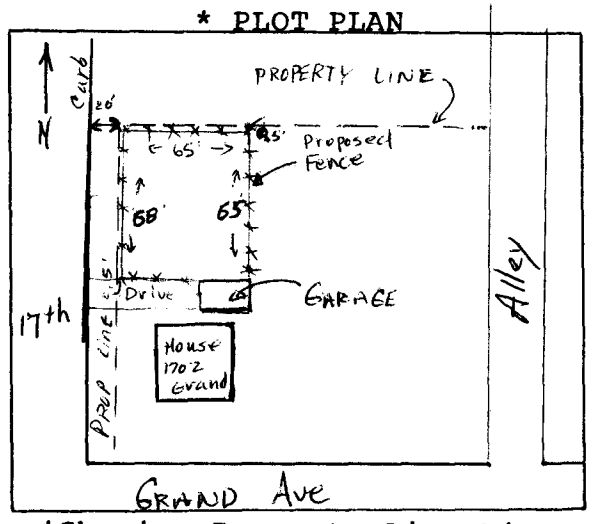 * PLOT PLAN
N
Curb
20'
PROPERTY LINE
65'
Proposed
Fence
68'
65'
Drive
GARAGE
17th
PROP LINE
House
1702
Grand
Alley
GRAND AVE